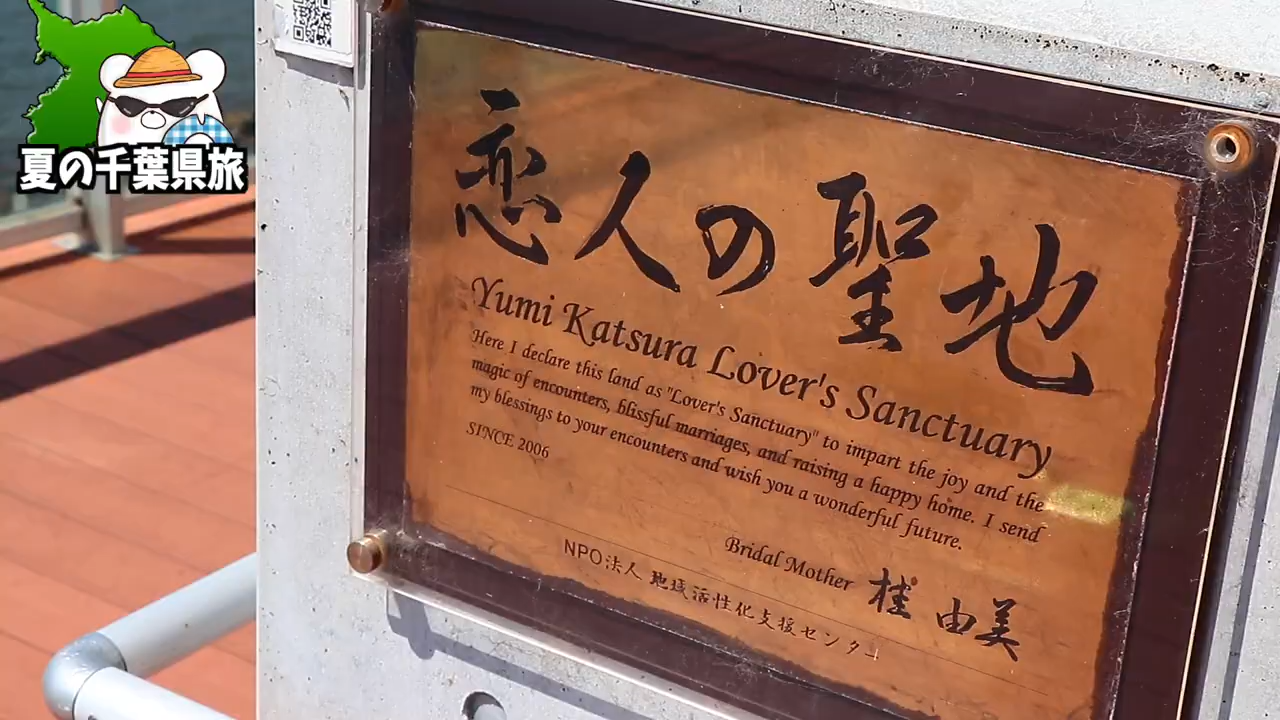 夏の千葉県旅
恋人の聖地
Yumi Katsura Lover's Sanctuary
Here I declare this land as "Lover's Sanctuary" to impart the joy and the
magic of encounters, blissful marriages, and raising a happy home. I send
my blessings to your encounters and wish you a wonderful future.
SINCE 2006
Bridal Mother 桂 由美
NPO法人 地域活性化支援センター